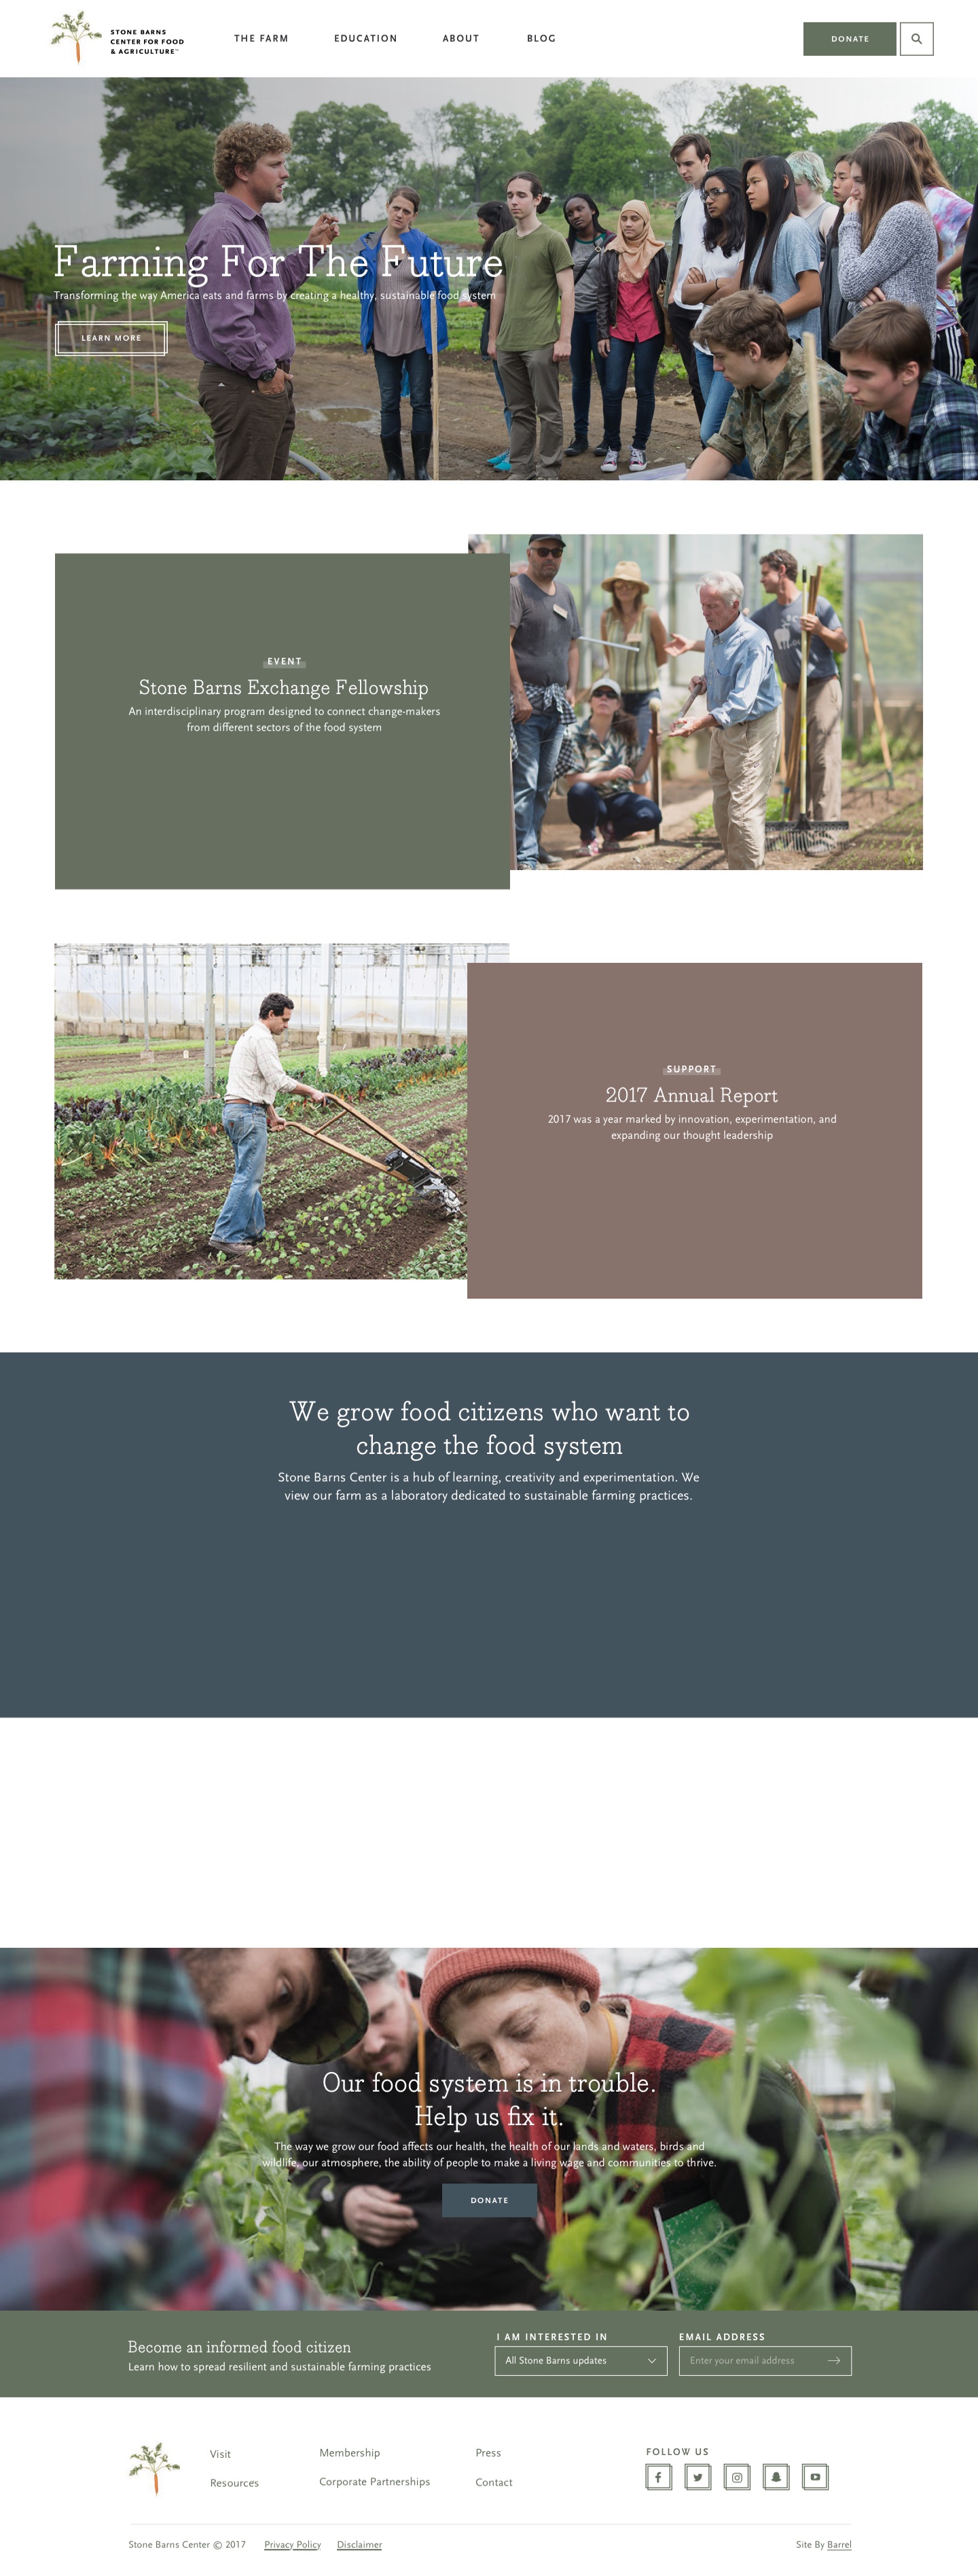 STONE BARNS
CENTER FOR FOOD
& AGRICULTURE™
THE FARM
EDUCATION
ABOUT
BLOG
DONATE
Farming For The Future
Transforming the way America eats and farms by creating a healthy, sustainable food system
LEARN MORE
EVENT
Stone Barns Exchange Fellowship
An interdisciplinary program designed to connect change-makers
from different sectors of the food system
SUPPORT
2017 Annual Report
2017 was a year marked by innovation, experimentation, and
expanding our thought leadership
We grow food citizens who want to
change the food system
Stone Barns Center is a hub of learning, creativity and experimentation. We
view our farm as a laboratory dedicated to sustainable farming practices.
Our food system is in trouble.
Help us fix it.
The way we grow our food affects our health, the health of our lands and waters, birds and
wildlife, our atmosphere, the ability of people to make a living wage and communities to thrive.
DONATE
Become an informed food citizen
Learn how to spread resilient and sustainable farming practices
I AM INTERESTED IN
All Stone Barns updates
EMAIL ADDRESS
Enter your email address
Visit
Resources
Membership
Corporate Partnerships
Press
Contact
FOLLOW US
Stone Barns Center © 2017
Privacy Policy
Disclaimer
Site By Barrel